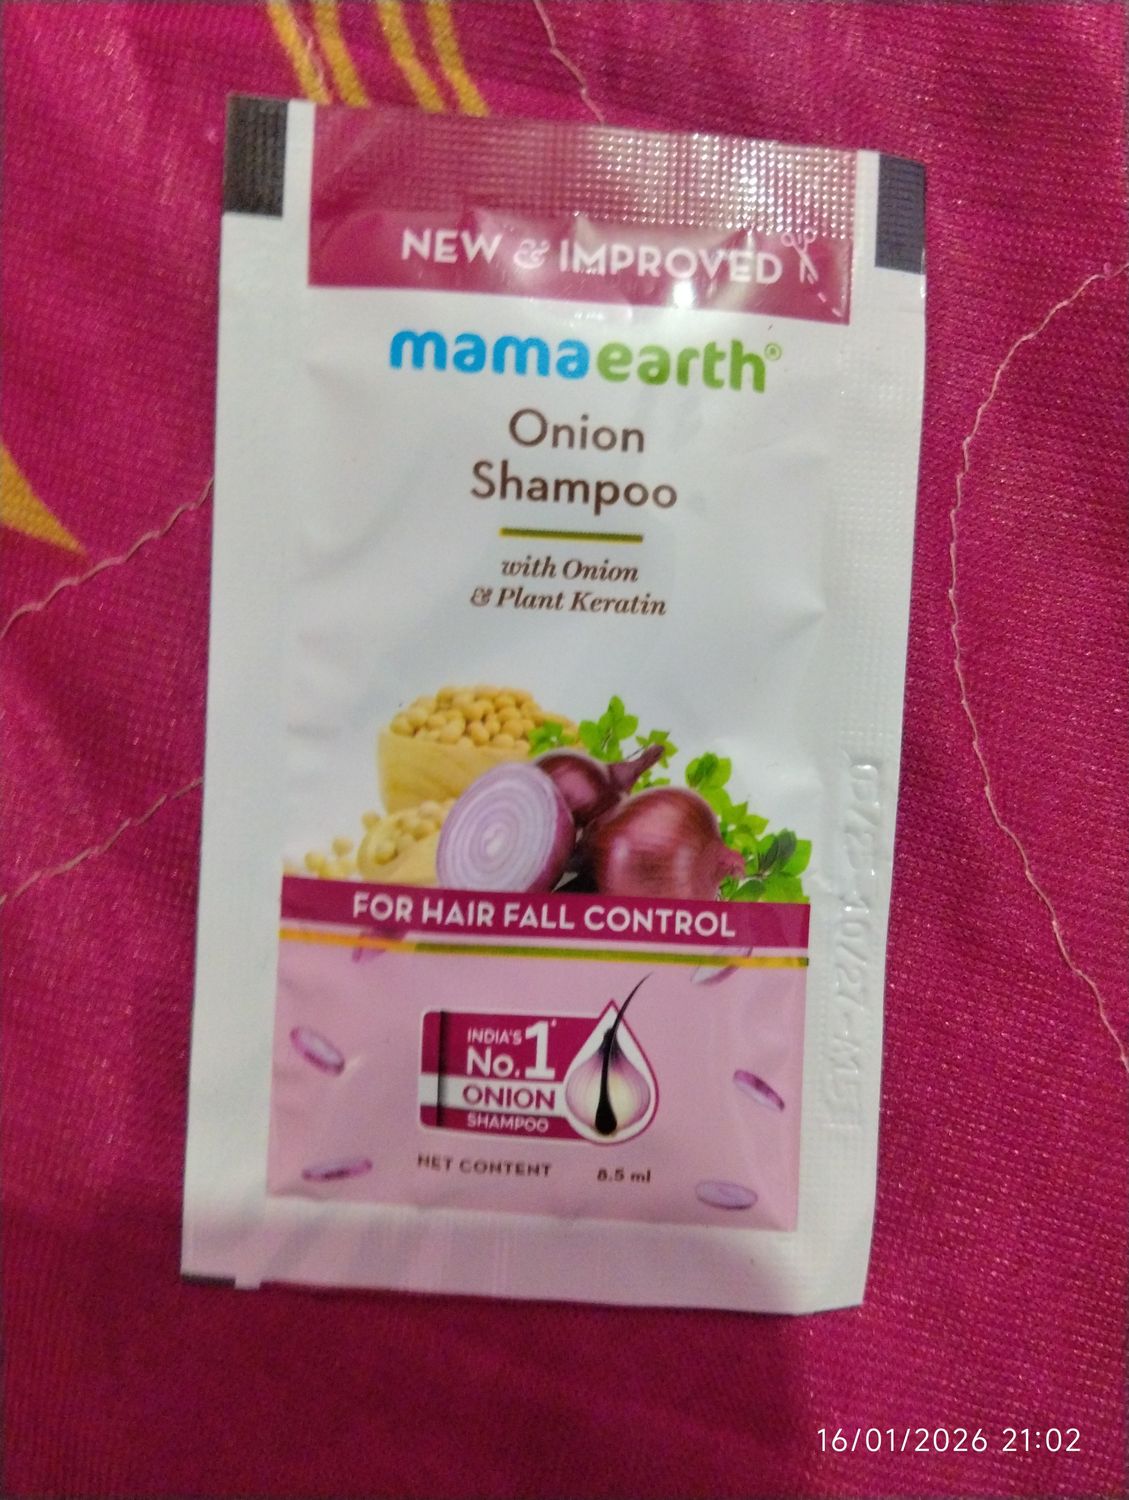 NEW & IMPROVED
mamaearth®
Onion
Shampoo
with Onion
& Plant Keratin
FOR HAIR FALL CONTROL
INDIA'S
No.1
ONION
SHAMPOO
NET CONTENT 8.5 ml
16/01/2026 21:02